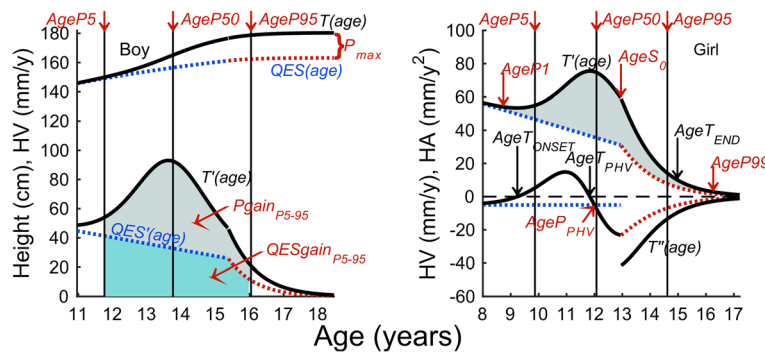 AgeP5 AgeP50 AgeP95 T(age)
180
160
140
120
100
80
60
40
20
0
Boy
P max
QES(age)
T'(age)
Pgain P5-95
QES'(age)
QESgain P5-95
11 12 13 14 15 16 17 18
Height (cm), HV (mm/y)
AgeP5 AgeP50 AgeP95
100
80
60
40
20
0
-20
-40
-60
Girl
AgeP1
T'(age)
AgeS0
AgeT ONSET
AgeT PHV
AgeT END
AgeP99
AgeP PHV
T"(age)
8 9 10 11 12 13 14 15 16 17
HV (mm/y), HA (mm/y²)
Age (years)